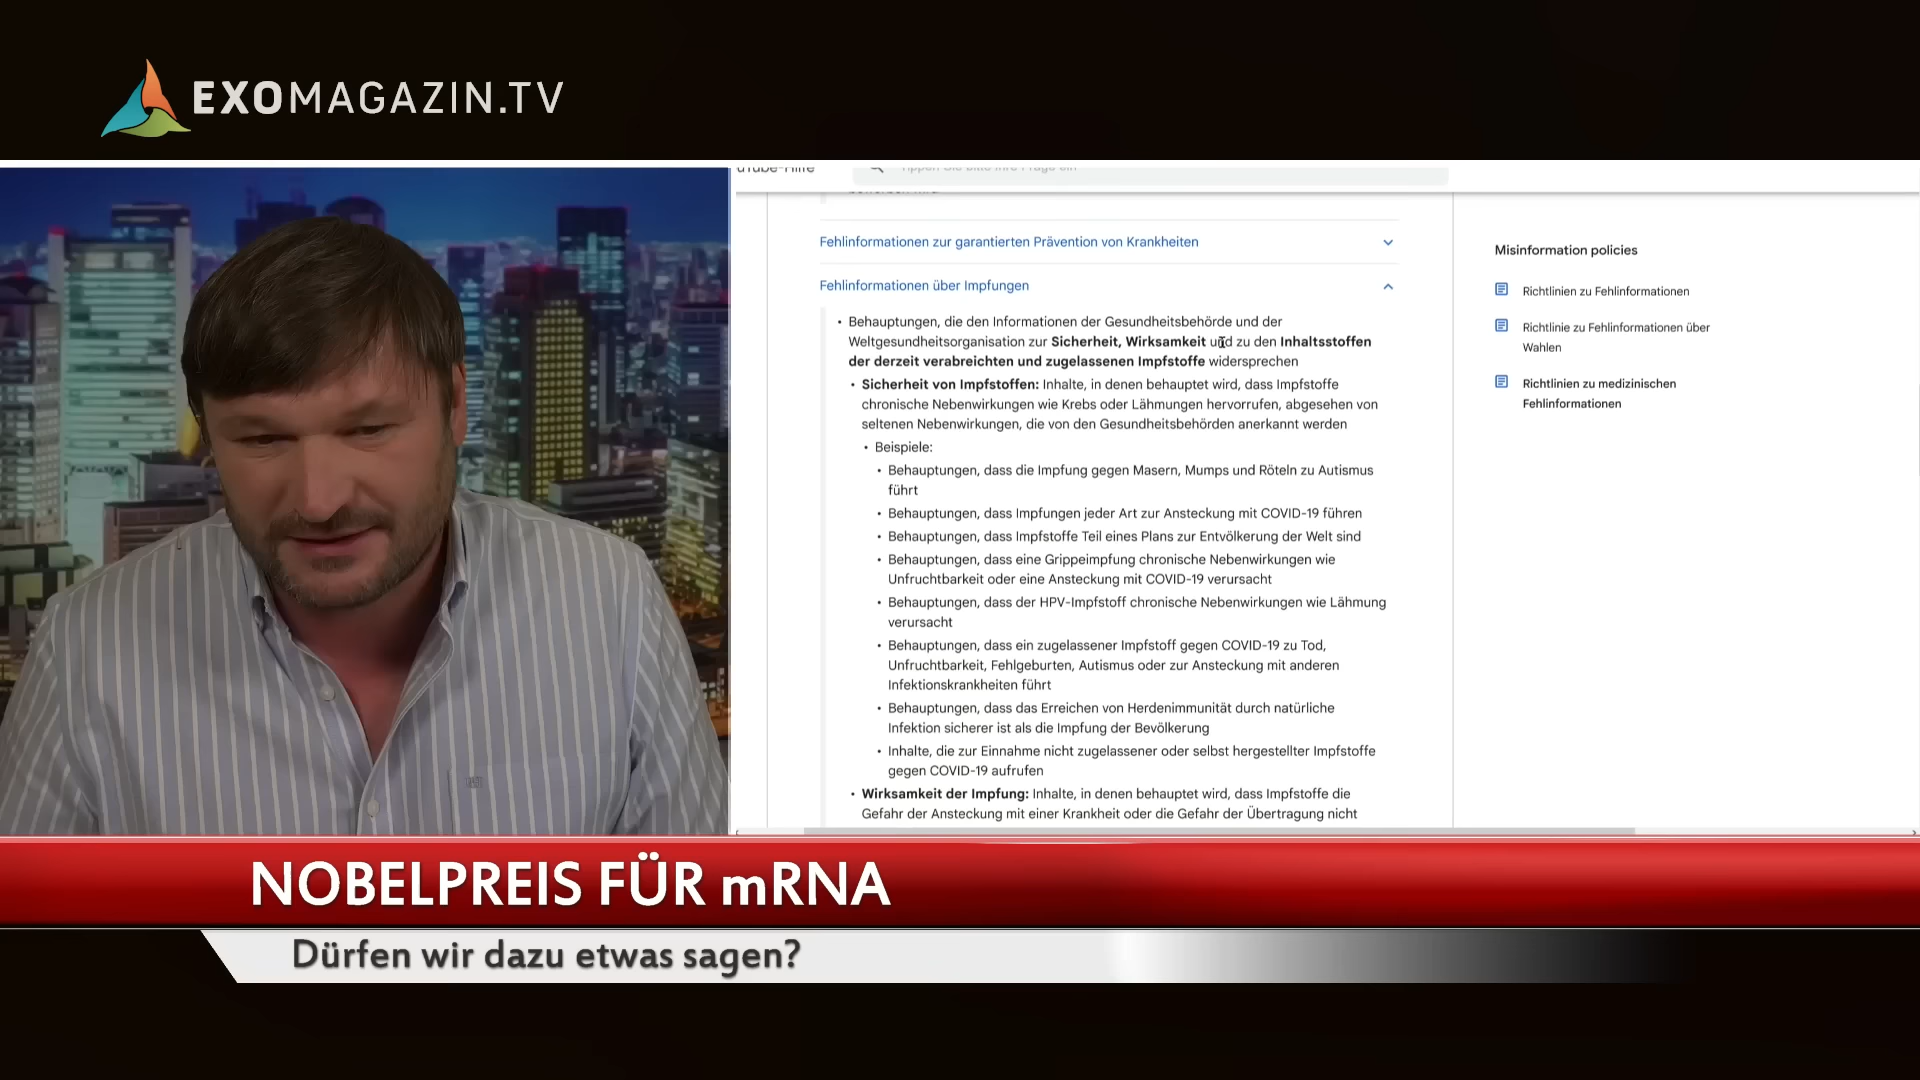 EXOMAGAZIN.TV
Fehlinformationen zur garantierten Prävention von Krankheiten
Fehlinformationen über Impfungen
• Behauptungen, die den Informationen der Gesundheitsbehörde und der
Weltgesundheitsorganisation zur Sicherheit, Wirksamkeit und zu den Inhaltsstoffen
der derzeit verabreichten und zugelassenen Impfstoffe widersprechen
• Sicherheit von Impfstoffen: Inhalte, in denen behauptet wird, dass Impfstoffe
chronische Nebenwirkungen wie Krebs oder Lähmungen hervorrufen, abgesehen von
seltenen Nebenwirkungen, die von den Gesundheitsbehörden anerkannt werden
• Beispiele:
• Behauptungen, dass die Impfung gegen Masern, Mumps und Röteln zu Autismus
führt
• Behauptungen, dass Impfungen jeder Art zur Ansteckung mit COVID-19 führen
• Behauptungen, dass Impfstoffe Teil eines Plans zur Entvölkerung der Welt sind
• Behauptungen, dass eine Grippeimpfung chronische Nebenwirkungen wie
Unfruchtbarkeit oder eine Ansteckung mit COVID-19 verursacht
• Behauptungen, dass der HPV-Impfstoff chronische Nebenwirkungen wie Lähmung
verursacht
• Behauptungen, dass ein zugelassener Impfstoff gegen COVID-19 zu Tod,
Unfruchtbarkeit, Fehlgeburten, Autismus oder zur Ansteckung mit anderen
Infektionskrankheiten führt
• Behauptungen, dass das Erreichen von Herdenimmunität durch natürliche
Infektion sicherer ist als die Impfung der Bevölkerung
• Inhalte, die zur Einnahme nicht zugelassener oder selbst hergestellter Impfstoffe
gegen COVID-19 aufrufen
• Wirksamkeit der Impfung: Inhalte, in denen behauptet wird, dass Impfstoffe die
Gefahr der Ansteckung mit einer Krankheit oder die Gefahr der Übertragung nicht
Misinformation policies
Richtlinien zu Fehlinformationen
Richtlinie zu Fehlinformationen über
Wahlen
Richtlinien zu medizinischen
Fehlinformationen
NOBELPREIS FÜR mRNA
Dürfen wir dazu etwas sagen?